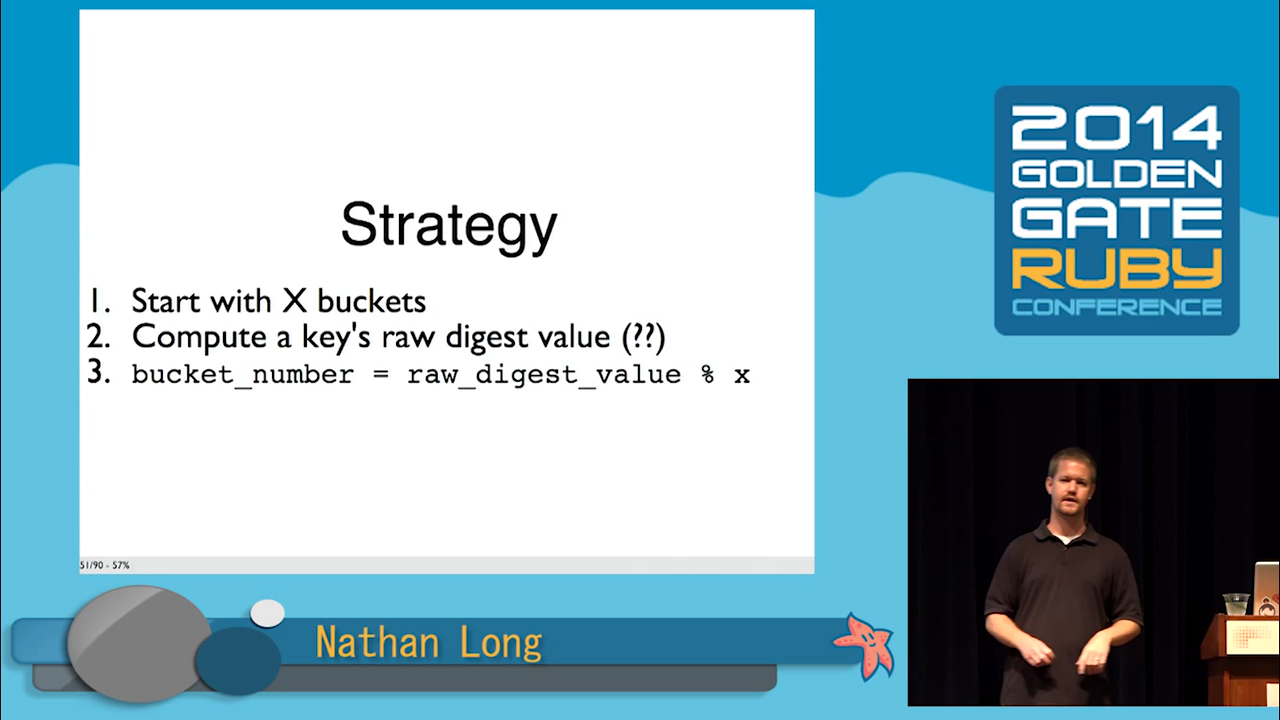 Strategy
1. Start with X buckets
2. Compute a key's raw digest value (??)
3. bucket_number = raw_digest_value % x
51/90 - 57%
2014
GOLDEN
GATE
RUBY
CONFERENCE
Nathan Long